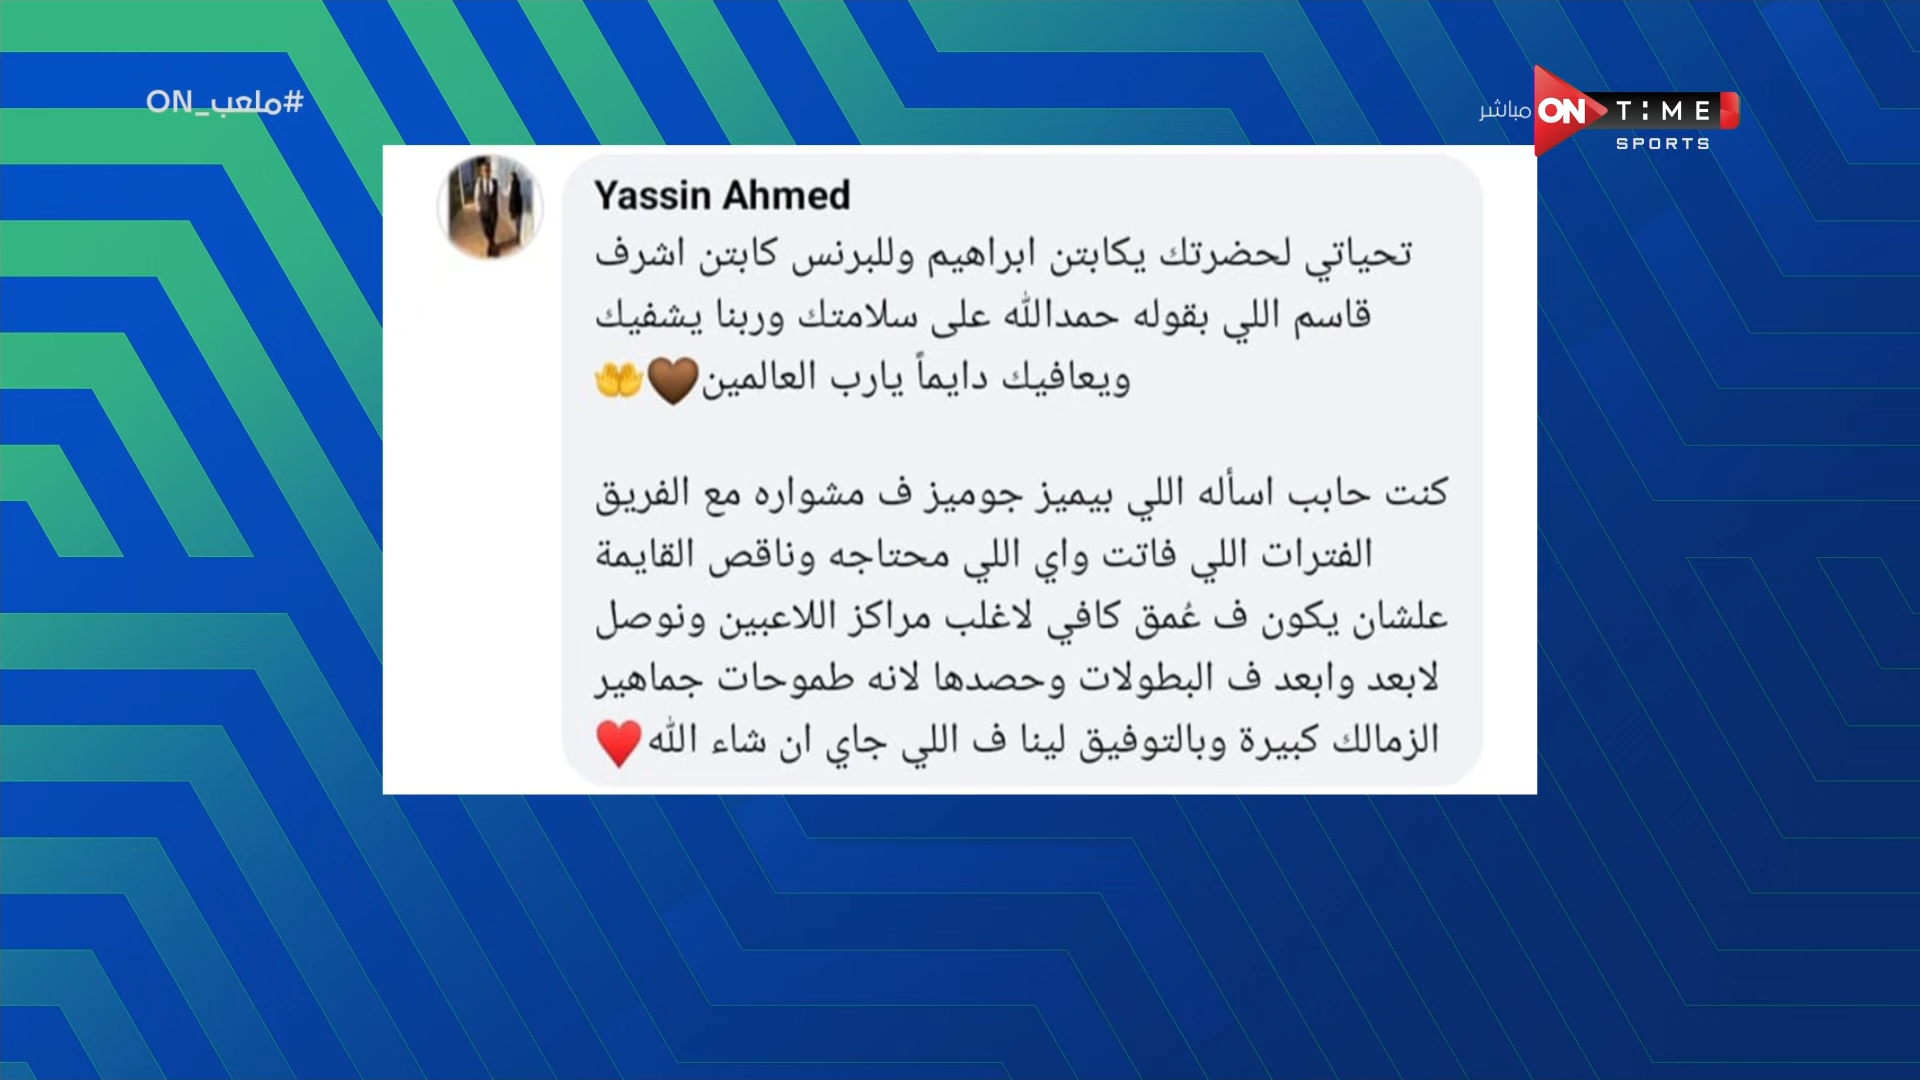 #ملعب_ON
مباشر ON TIME
SPORTS
Yassin Ahmed
تحياتي لحضرتك يكابتن ابراهيم وللبرنس كابتن اشرف
قاسم اللي بقوله حمدالله على سلامتك وربنا يشفيك
ويعافيك دايماً يارب العالمين🤎🤲
كنت حابب اسأله اللي بيميز جوميز ف مشواره مع الفريق
الفترات اللي فاتت واي اللي محتاجه وناقص القايمة
علشان يكون ف عُمق كافي لاغلب مراكز اللاعبين ونوصل
لابعد وابعد ف البطولات وحصدها لانه طموحات جماهير
الزمالك كبيرة وبالتوفيق لينا ف اللي جاي ان شاء الله♥️